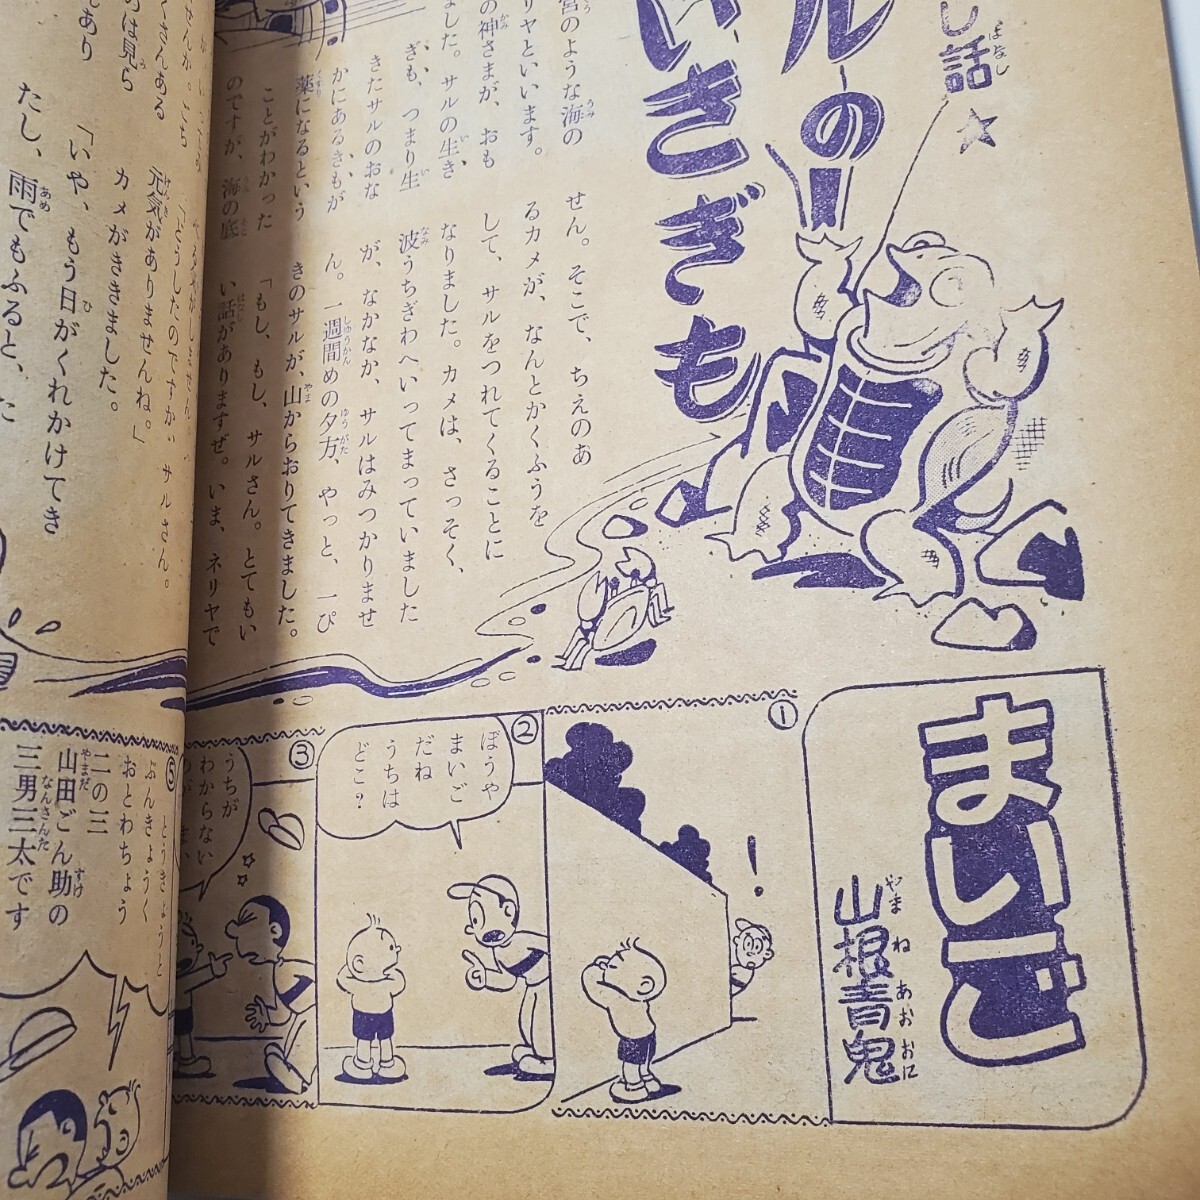 し話
よなし
ルの
いきぎも
宮のような海の
リヤといいます。
の神さまが、おも
ました。サルの生き
ぎも、つまり生
きたサルのおな
かにあるきもが
薬になるという
ことがわかった
のですが、海の底
せん。そこで、ちえのあ
るカメが、なんとかくふうを
して、サルをつれてくることに
なりました。カメは、さっそく、
波うちぎわへいってまっていました
が、なかなか、サルはみつかりませ
ん。一週間めの夕方、やっと、一ぴ
きのサルが、山からおりてきました。
「もし、もし、サルさん。とてもい
い話がありますぜ。いま、ネリヤで
「どうしたのですか、サルさん。
元気がありませんね。」
カメがききました。
「いや、もう日がくれかけてき
たし、雨でもふると、
まいご
山根青鬼
やまねあおおに
①
!
②
ぼうや
まいご
だね
うちは
どこ?
③
うちが
わからない
⑤
とうきょうと
ぶんきょうく
おとわちょう
二の三
山田ごん助の
三男三太です